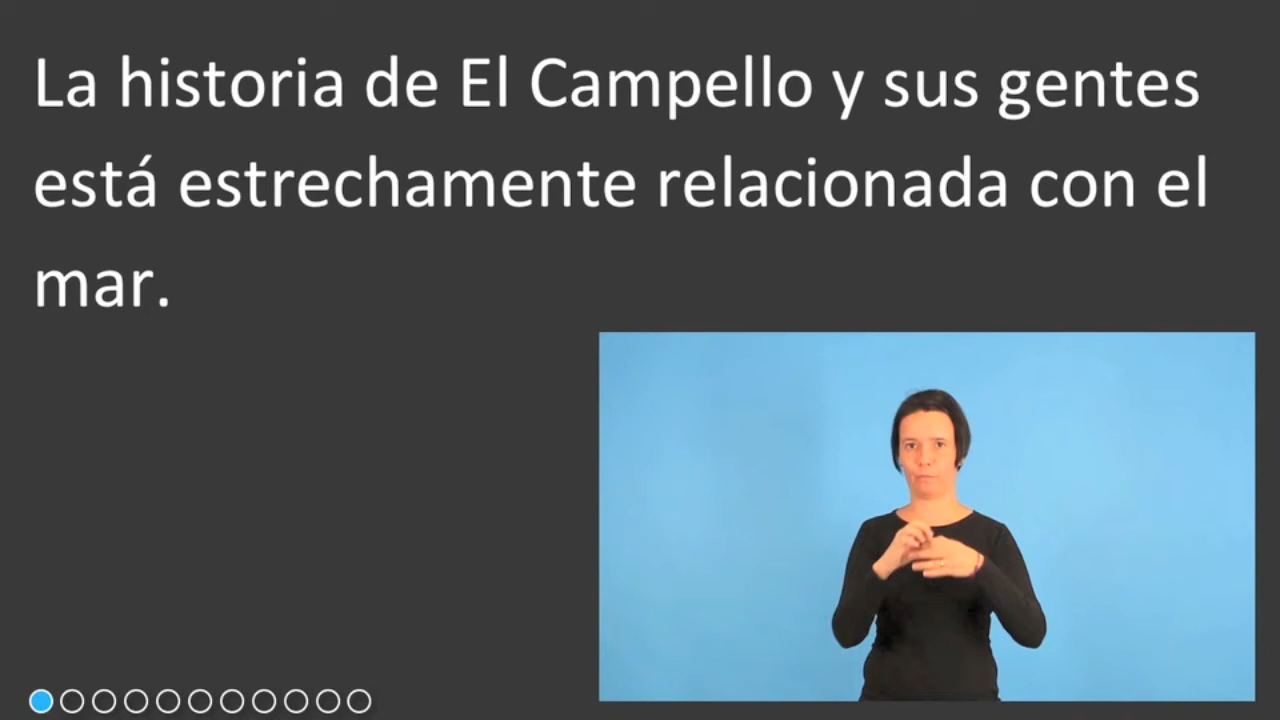 La historia de El Campello y sus gentes
está estrechamente relacionada con el
mar.